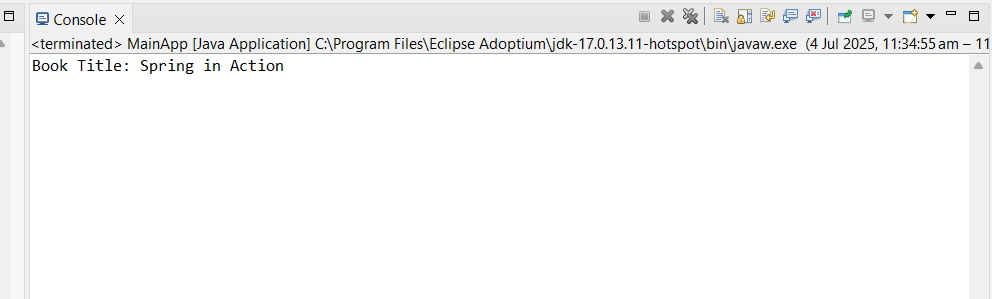 Console
<terminated> MainApp [Java Application] C:\Program Files\Eclipse Adoptium\jdk-17.0.13.11-hotspot\bin\javaw.exe (4 Jul 2025, 11:34:55 am – 11
Book Title: Spring in Action